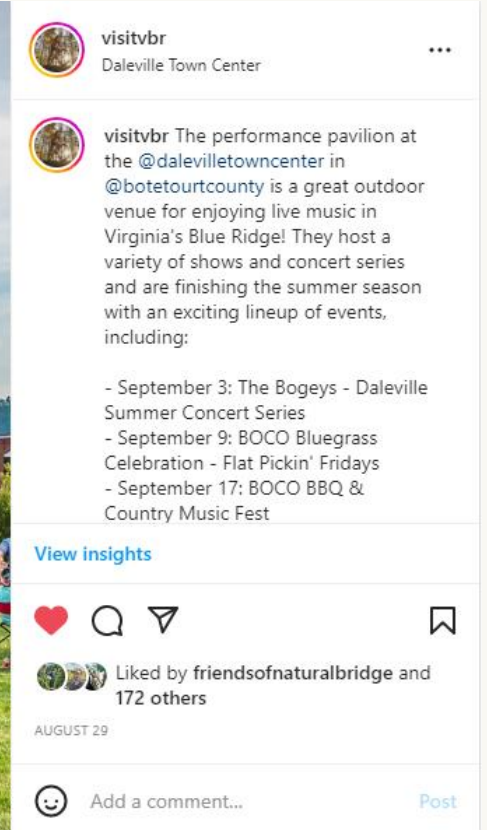 visitvbr
Daleville Town Center
visitvbr The performance pavilion at
the @dalevilletowncenter in
@botetourtcounty is a great outdoor
venue for enjoying live music in
Virginia's Blue Ridge! They host a
variety of shows and concert series
and are finishing the summer season
with an exciting lineup of events,
including:
- September 3: The Bogeys - Daleville
Summer Concert Series
- September 9: BOCO Bluegrass
Celebration - Flat Pickin' Fridays
- September 17: BOCO BBQ &
Country Music Fest
View insights
Liked by friendsofnaturalbridge and
172 others
AUGUST 29
Add a comment...
Post